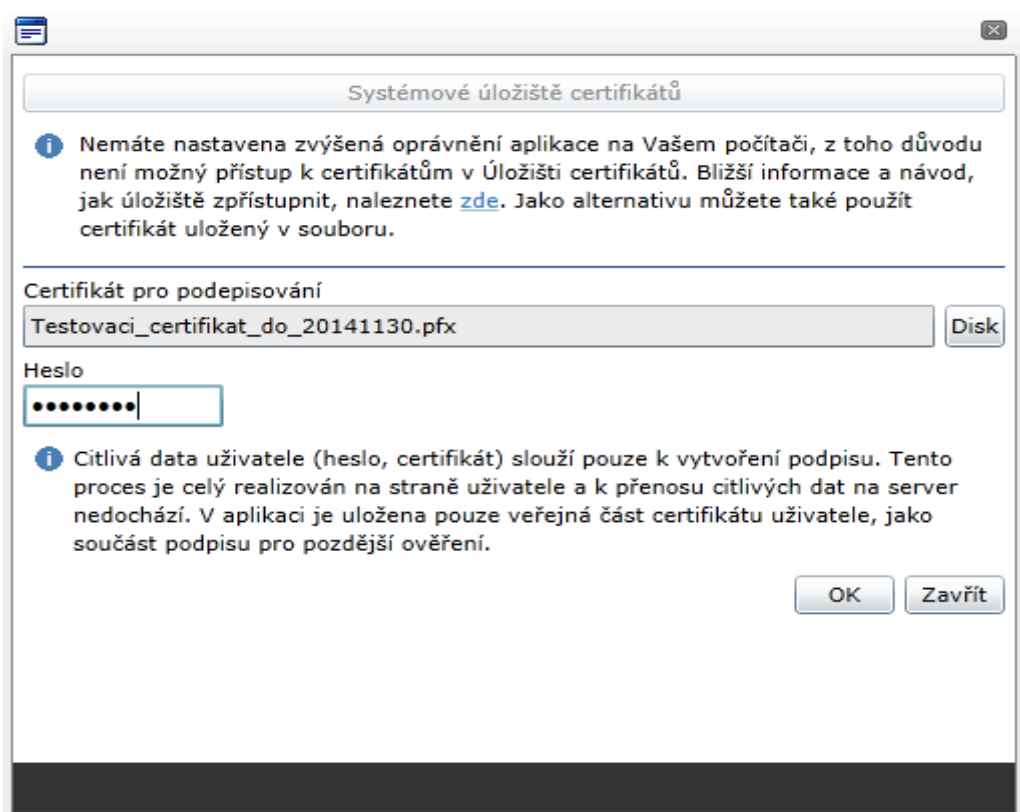 Systémové úložiště certifikátů
Nemáte nastavena zvýšená oprávnění aplikace na Vašem počítači, z toho důvodu
není možný přístup k certifikátům v Úložišti certifikátů. Bližší informace a návod,
jak úložiště zpřístupnit, naleznete zde. Jako alternativu můžete také použít
certifikát uložený v souboru.
Certifikát pro podepisování
Testovaci_certifikat_do_20141130.pfx
Disk
Heslo
••••••••
Citlivá data uživatele (heslo, certifikát) slouží pouze k vytvoření podpisu. Tento
proces je celý realizován na straně uživatele a k přenosu citlivých dat na server
nedochází. V aplikaci je uložena pouze veřejná část certifikátu uživatele, jako
součást podpisu pro pozdější ověření.
OK
Zavřít